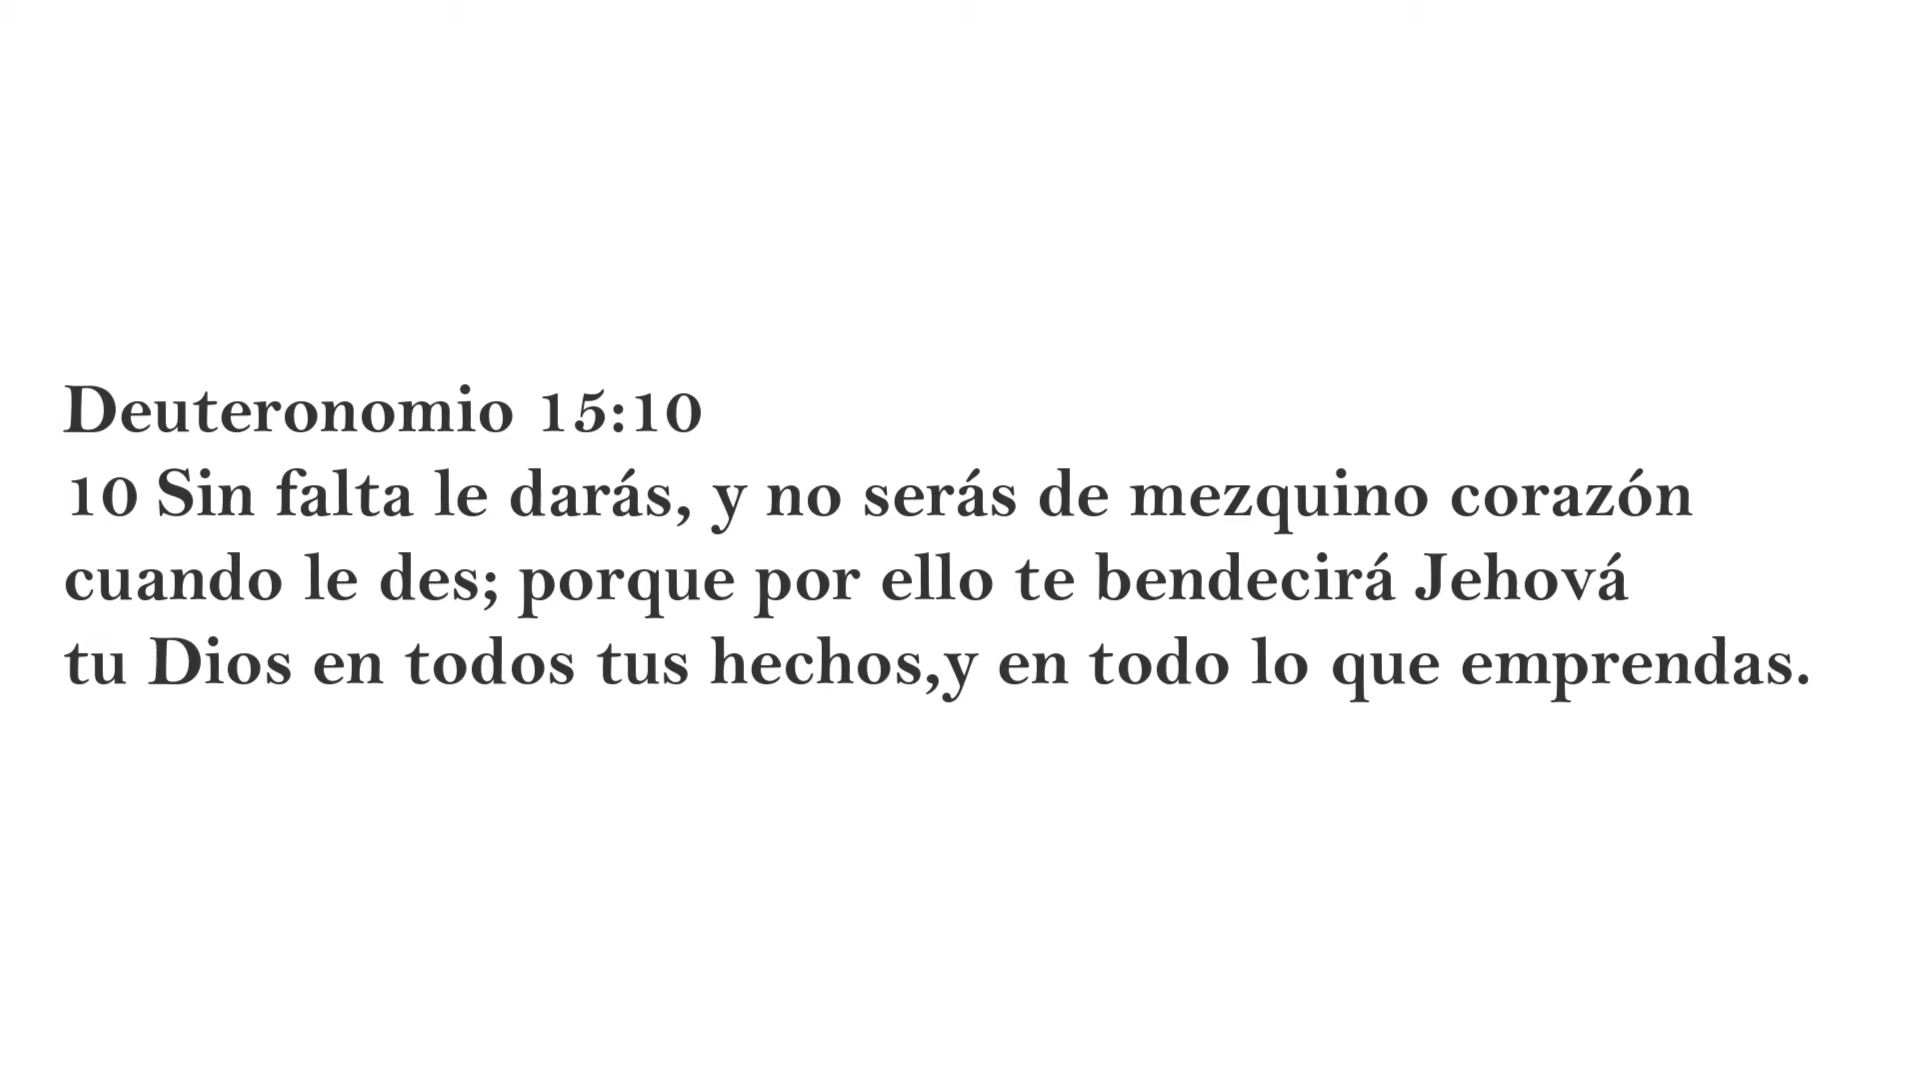 Deuteronomio 15:10
10 Sin falta le darás, y no serás de mezquino corazón
cuando le des; porque por ello te bendecirá Jehová
tu Dios en todos tus hechos,y en todo lo que emprendas.